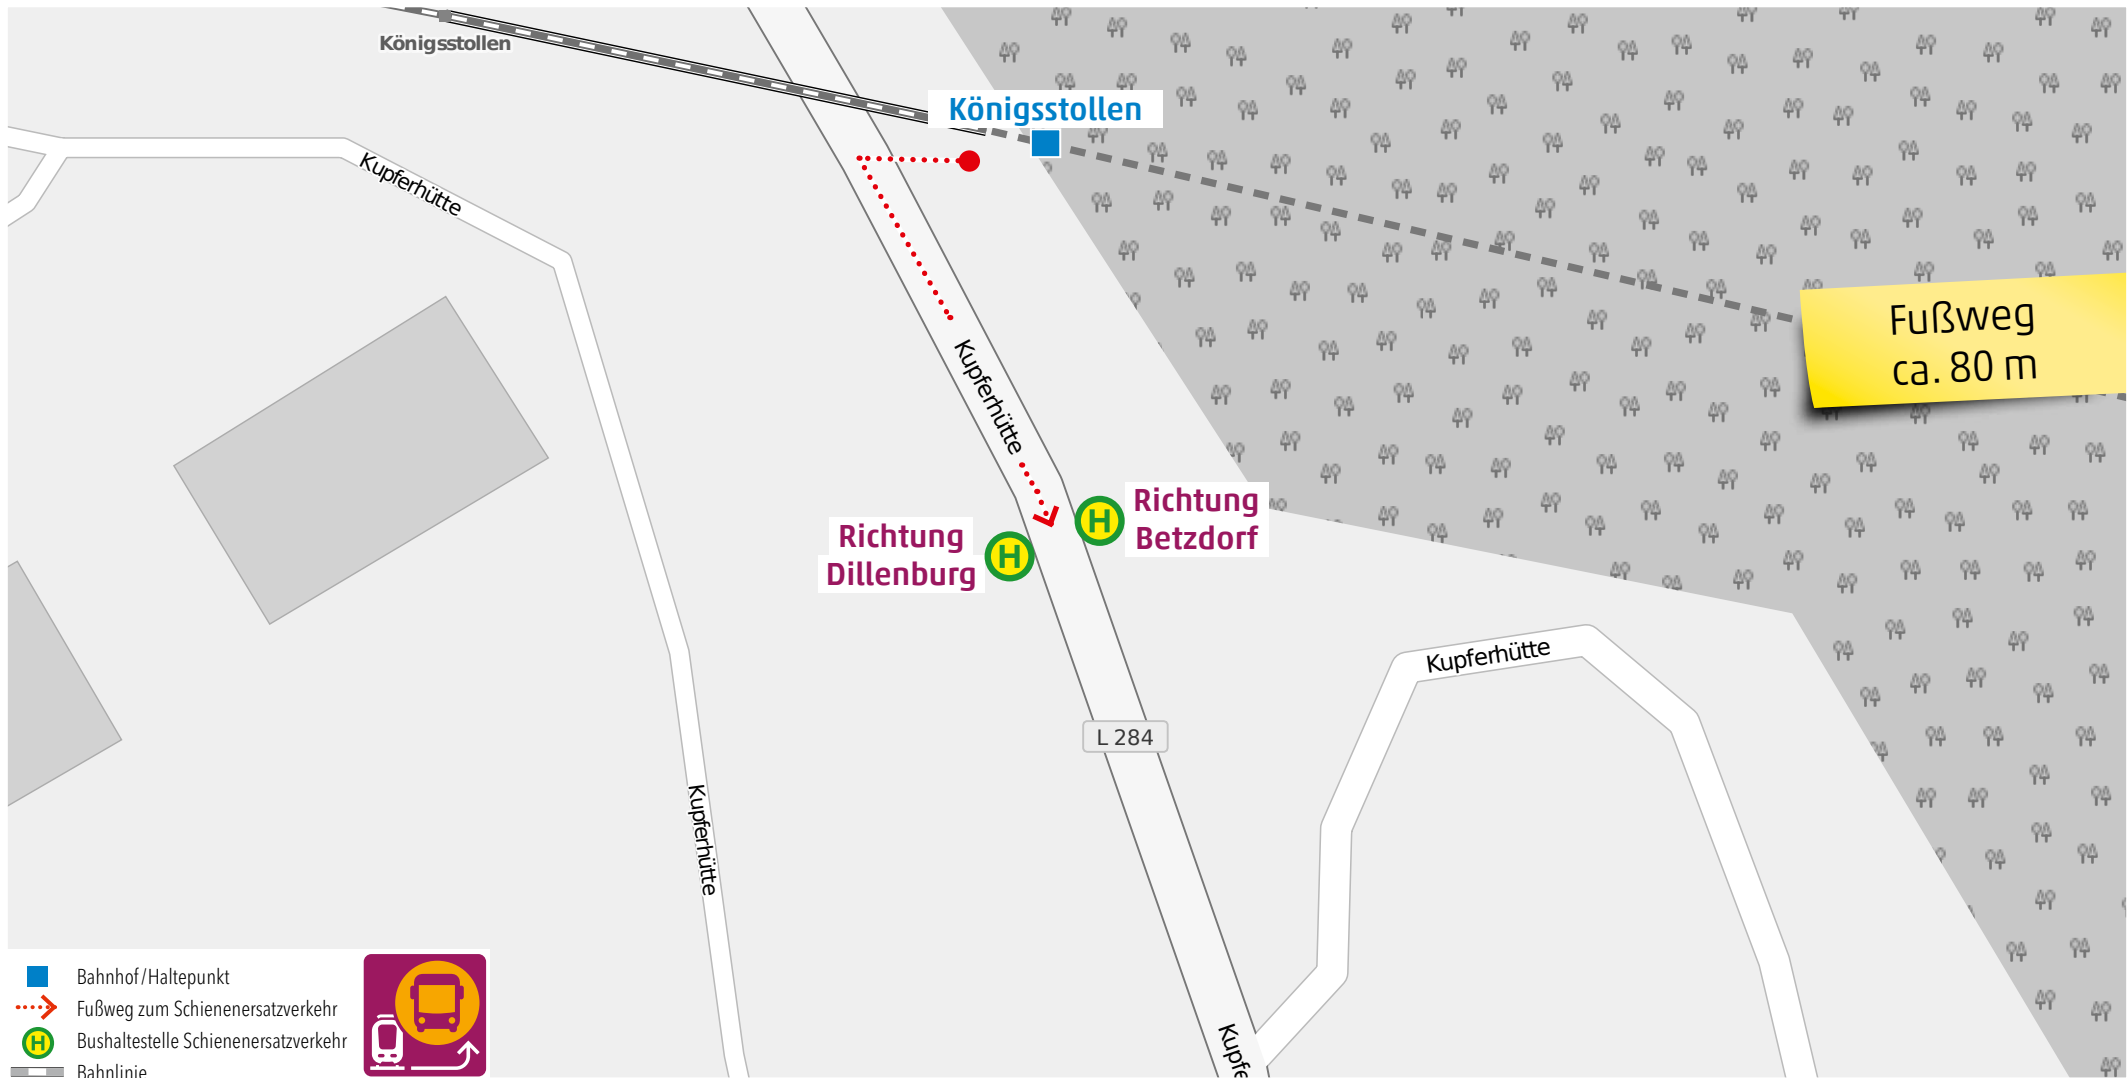 Königsstollen
Königsstollen
Kupferhütte
Fußweg
ca. 80 m
Kupferhütte
Richtung
Betzdorf
H
Richtung
Dillenburg
H
Kupferhütte
L 284
Kupferhütte
Kupfe
Bahnhof/Haltepunkt
Fußweg zum Schienenersatzverkehr
H
Bushaltestelle Schienenersatzverkehr
Bahnlinie